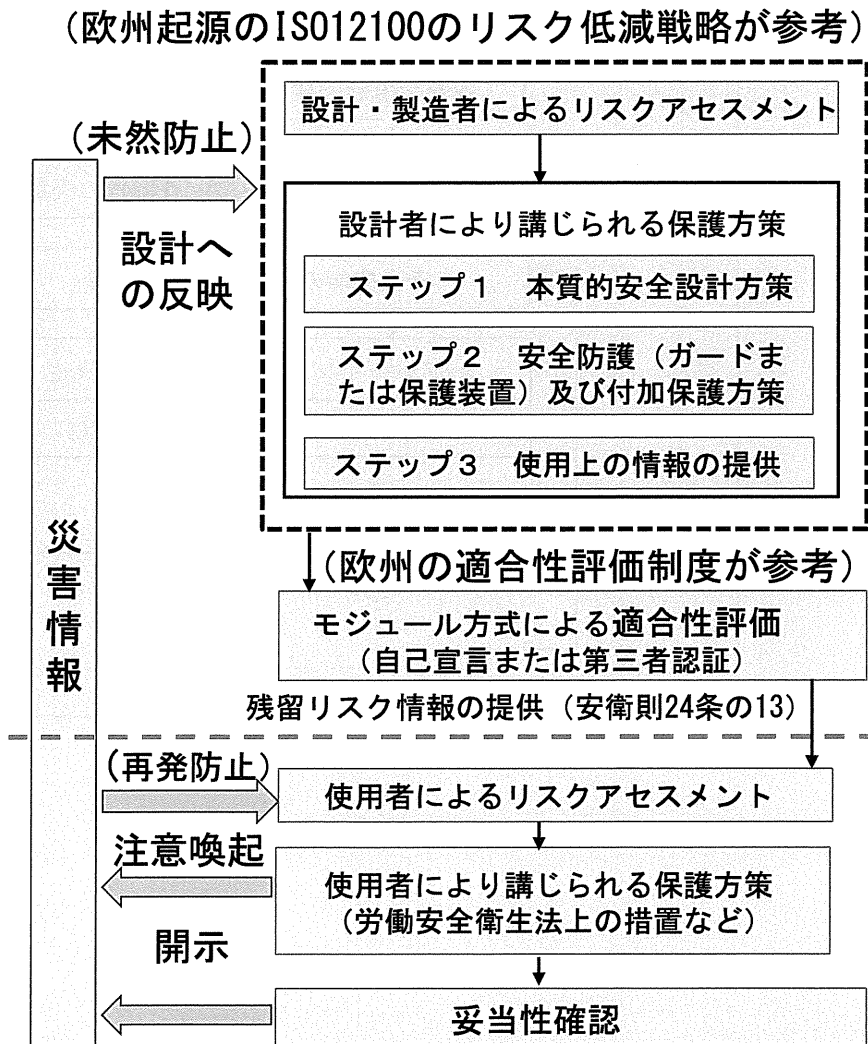 (欧州起源のISO12100のリスク低減戦略が参考)
設計・製造者によるリスクアセスメント
(未然防止)
設計へ
の反映
設計者により講じられる保護方策
ステップ1 本質的安全設計方策
ステップ2 安全防護(ガードま
たは保護装置)及び付加保護方策
ステップ3 使用上の情報の提供
災害情報
(欧州の適合性評価制度が参考)
モジュール方式による適合性評価
(自己宣言または第三者認証)
残留リスク情報の提供(安衛則24条の13)
(再発防止)
使用者によるリスクアセスメント
注意喚起
使用者により講じられる保護方策
(労働安全衛生法上の措置など)
開示
妥当性確認